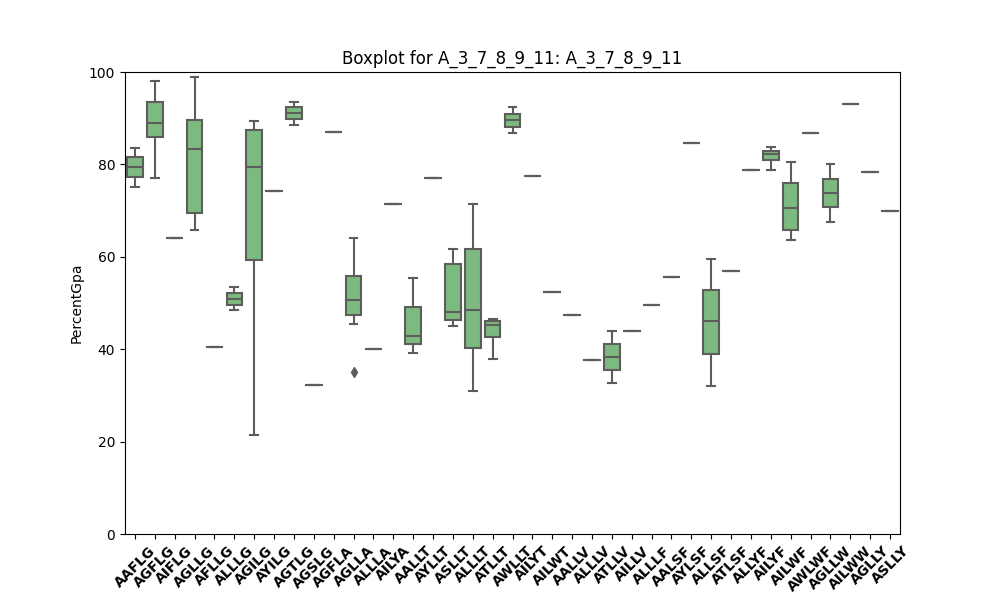 Boxplot for A_3_7_8_9_11: A_3_7_8_9_11
PercentGpa
100
80
60
40
20
0
AAFLG AGFLG AIFLG AGLLG AFLLG ALLLG AGILG AYILG AGTLG AGSLG AGFLA AGLLA ALLLA AILYA AALLT AYLLT ASLLT ALLLT ATLLT AWLLT AILYT AILWT AALLV ALLLV ATLLV AILLV ALLLF AALSF AYLSF ALLSF ATLSF ALLYF AILYF AILWF AWLWF AGLLW AILWW AGLLY ASLLY